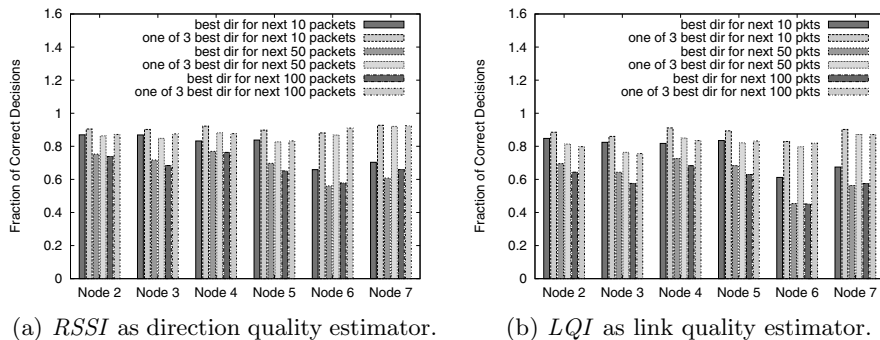 Fraction of Correct Decisions
1.6
1.4
1.2
1
0.8
0.6
0.4
0.2
0
best dir for next 10 packets
one of 3 best dir for next 10 packets
best dir for next 50 packets
one of 3 best dir for next 50 packets
best dir for next 100 packets
one of 3 best dir for next 100 packets
Node 2 Node 3 Node 4 Node 5 Node 6 Node 7
(a) RSSI as direction quality estimator.
Fraction of Correct Decisions
1.6
1.4
1.2
1
0.8
0.6
0.4
0.2
0
best dir for next 10 pkts
one of 3 best dir for next 10 pkts
best dir for next 50 pkts
one of 3 best dir for next 50 pkts
best dir for next 100 pkts
one of 3 best dir for next 100 pkts
Node 2 Node 3 Node 4 Node 5 Node 6 Node 7
(b) LQI as link quality estimator.